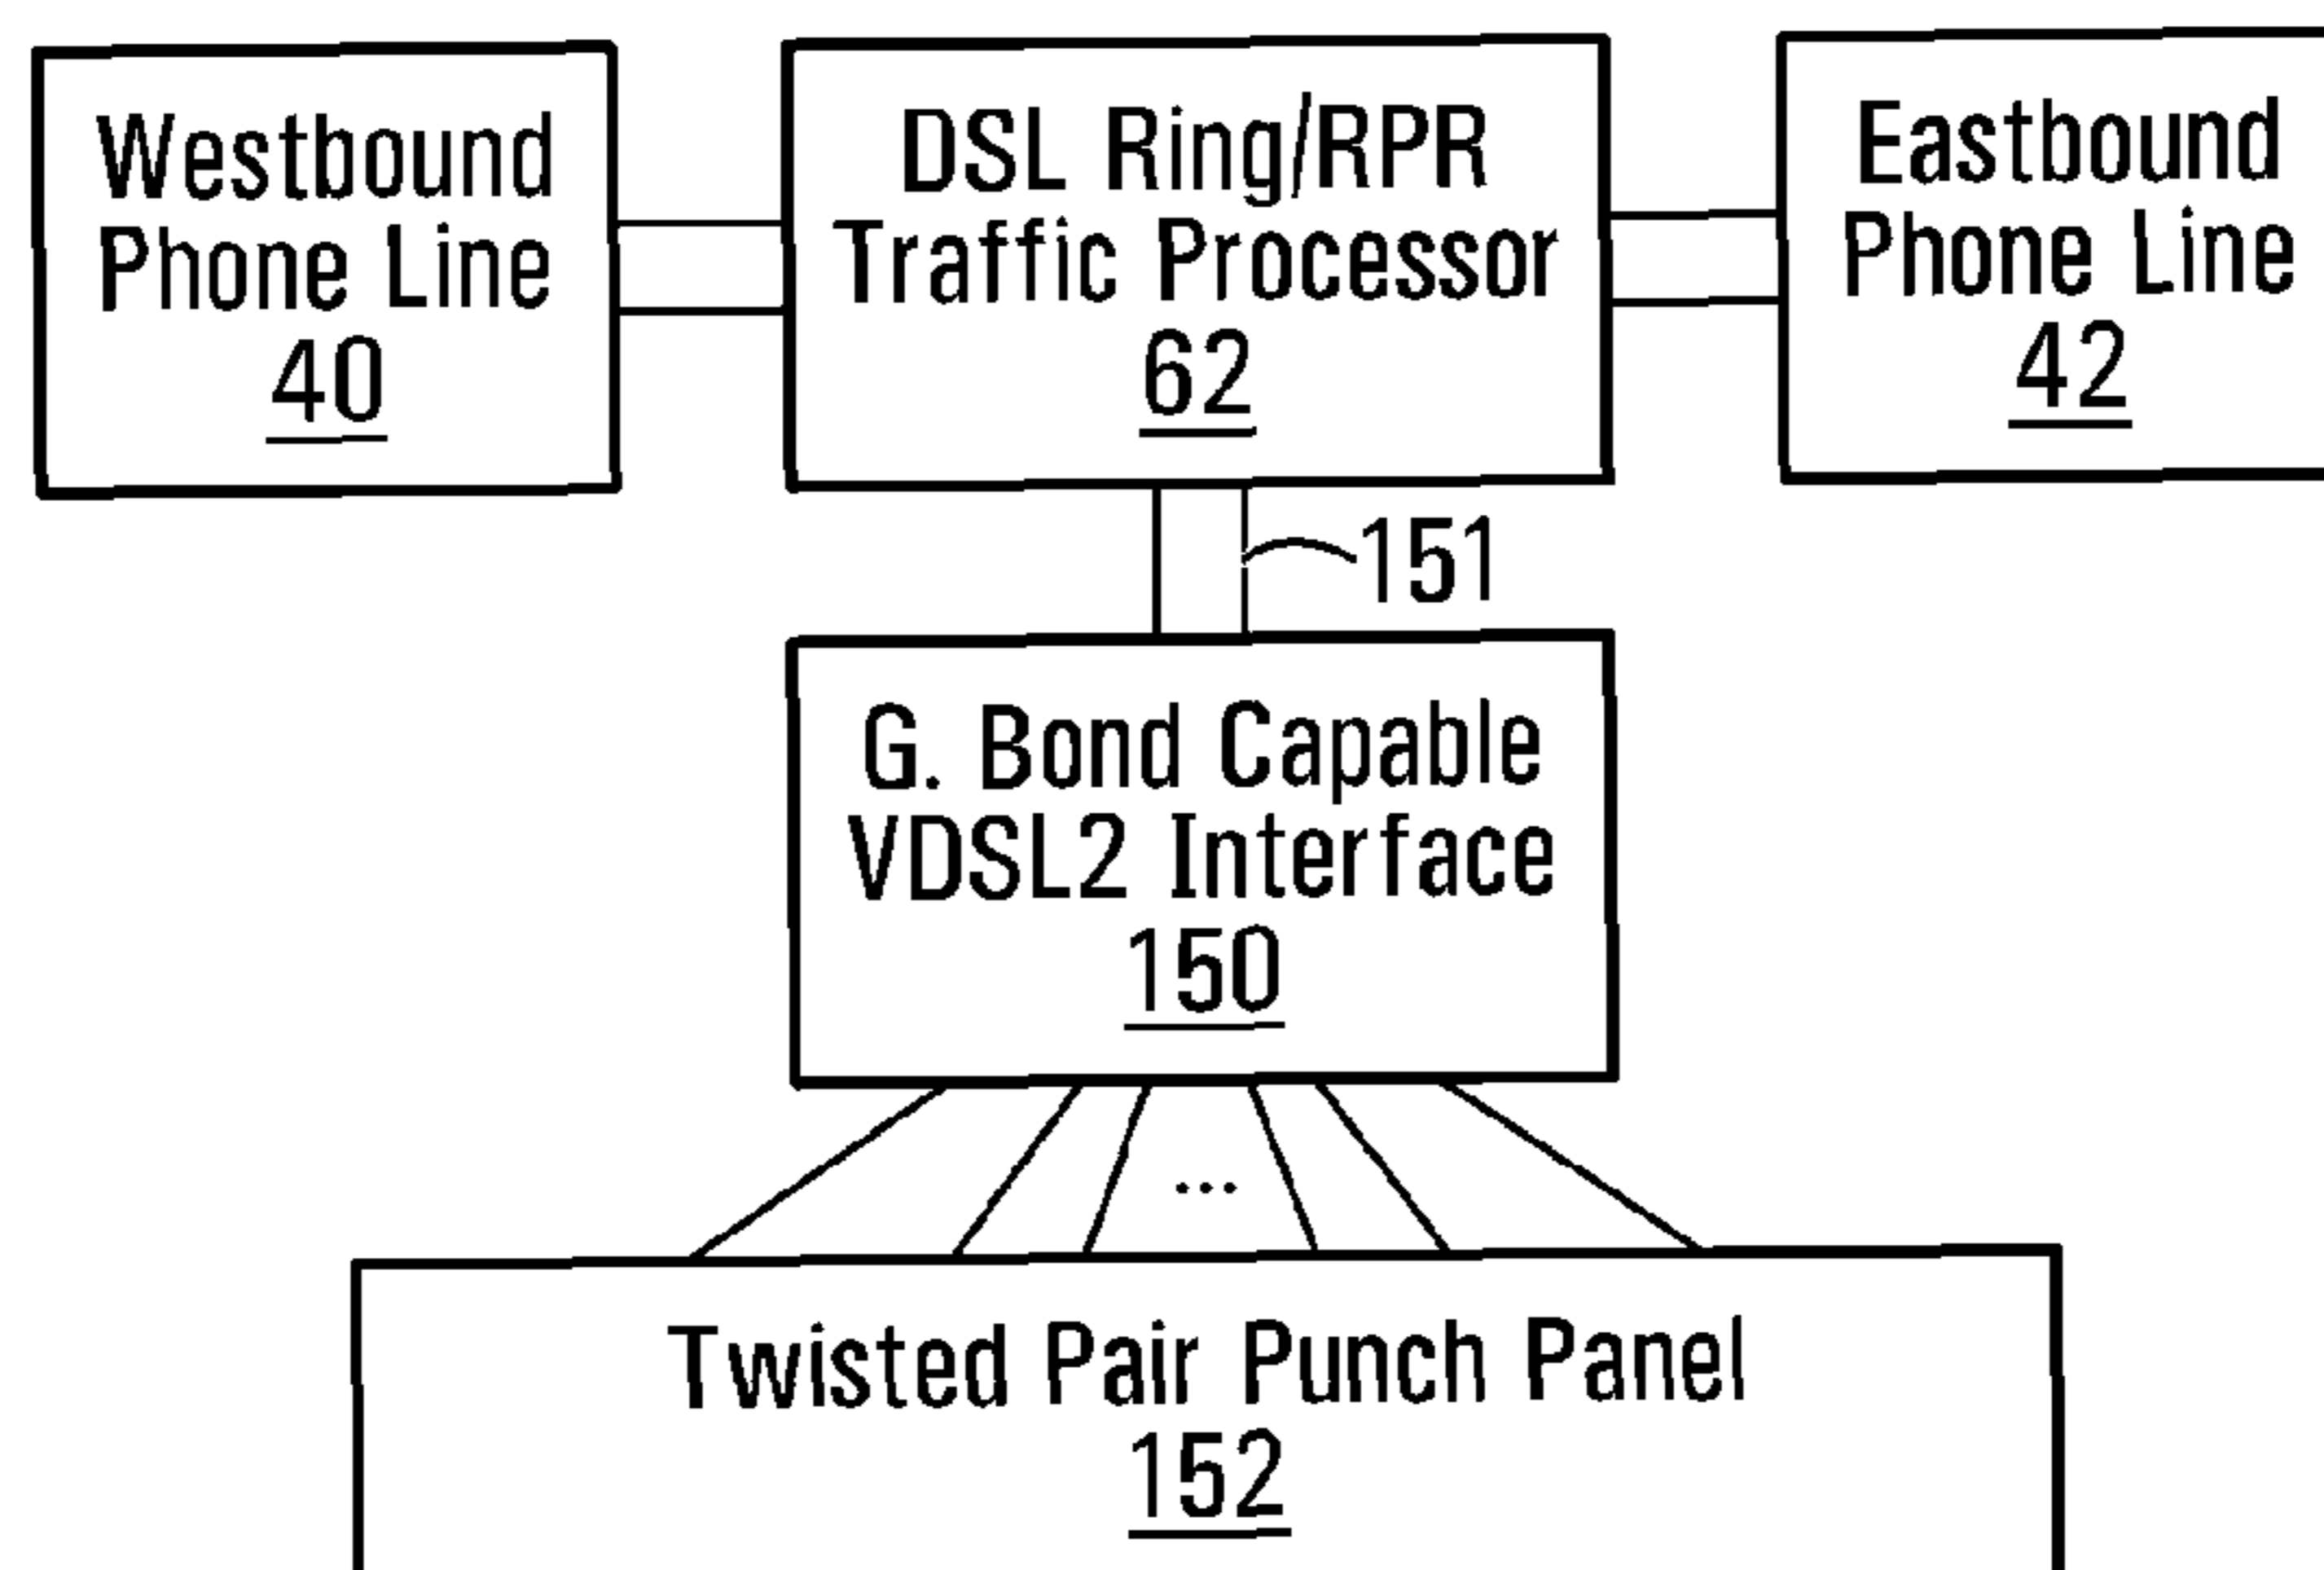 Westbound
Phone Line
40
DSL Ring/RPR
Traffic Processor
62
Eastbound
Phone Line
42
151
G. Bond Capable
VDSL2 Interface
150
...
Twisted Pair Punch Panel
152